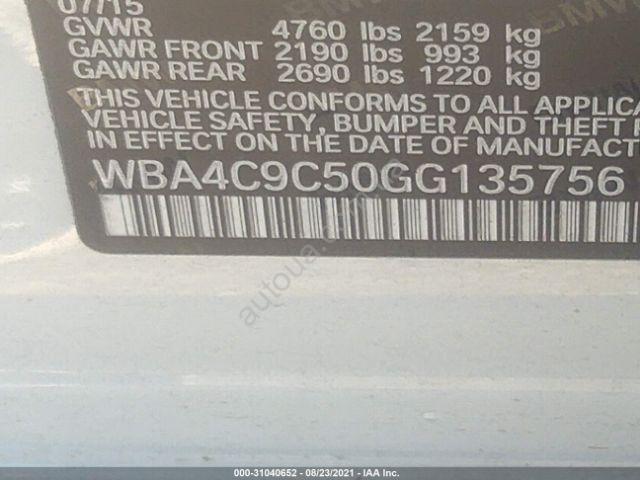 07/15
GVWR 4760 lbs 2159 kg
GAWR FRONT 2190 lbs 993 kg
GAWR REAR 2690 lbs 1220 kg
THIS VEHICLE CONFORMS TO ALL APPLICA
VEHICLE SAFETY, BUMPER AND THEFT
IN EFFECT ON THE DATE OF MANUFACTUR
WBA4C9C50GG135756
autoua.com
000-31040652 - 08/23/2021 - IAA Inc.